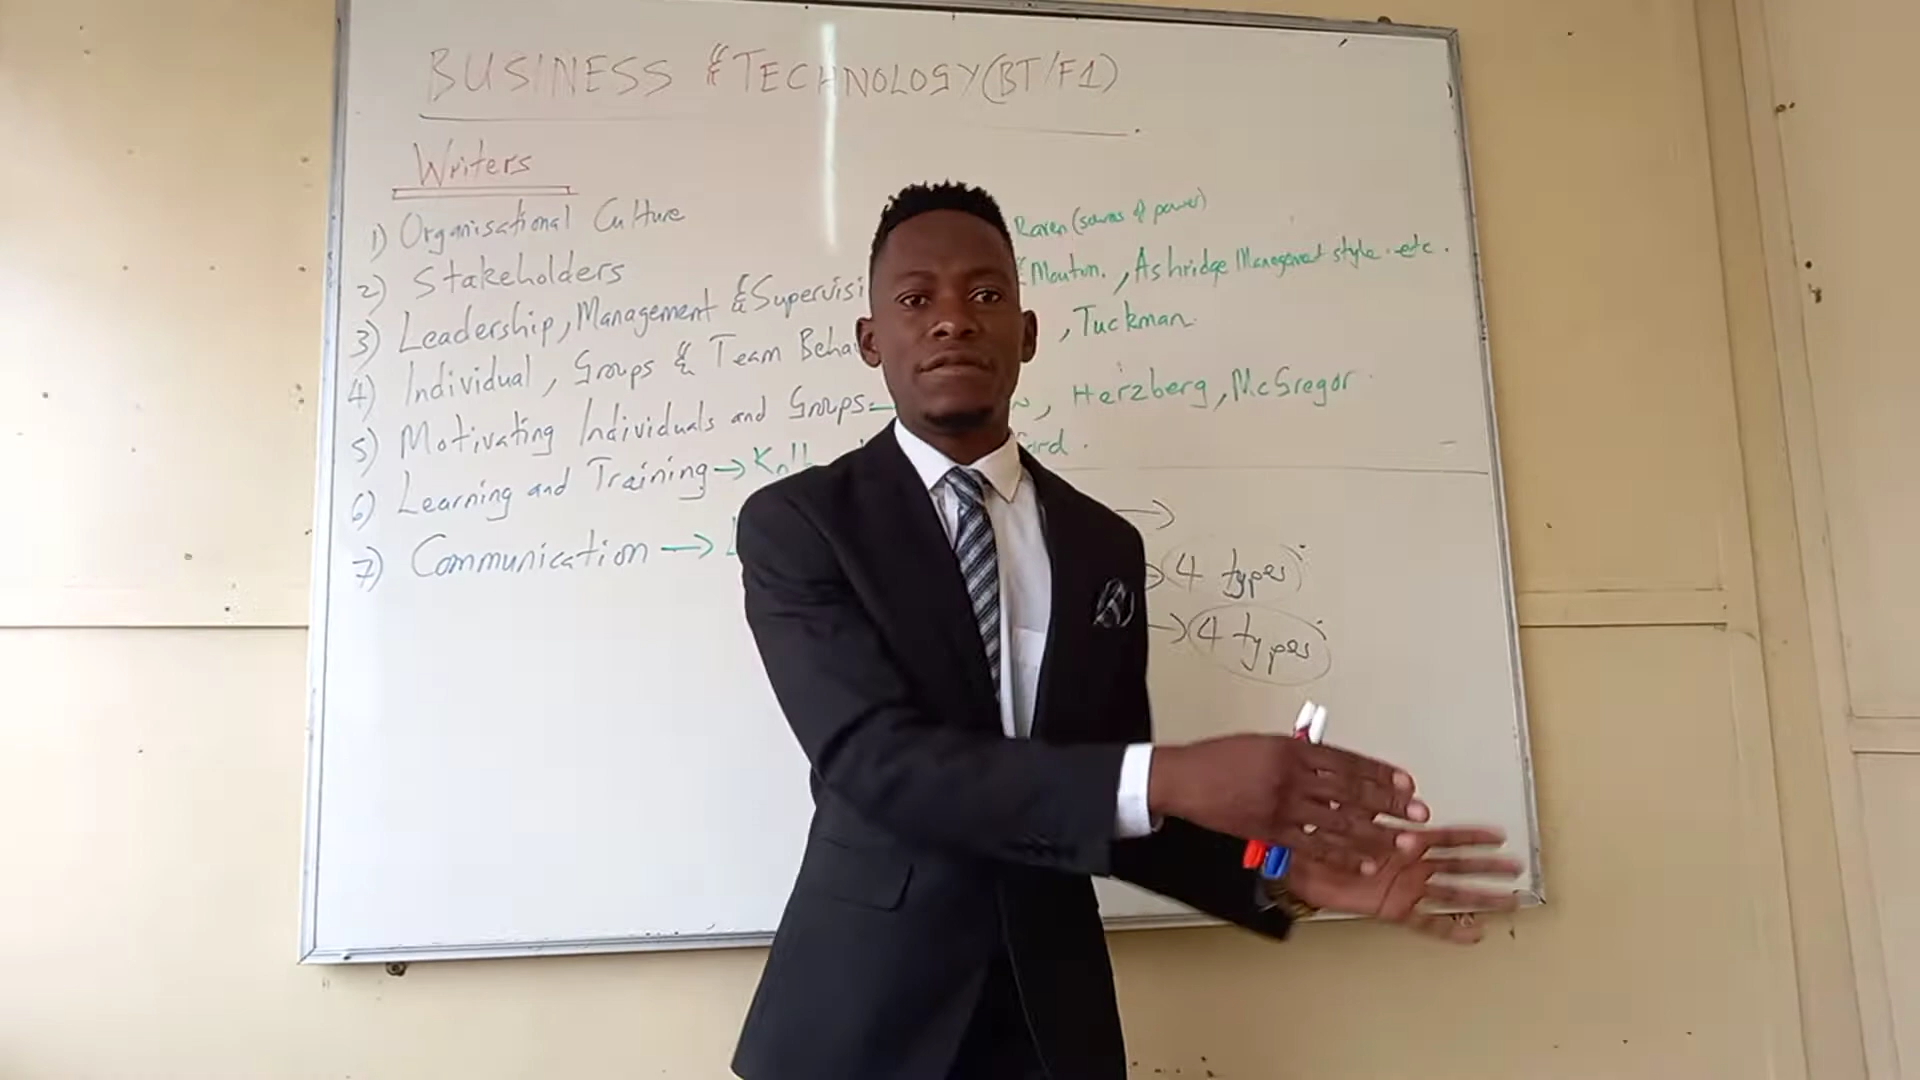 BUSINESS & TECHNOLOGY (BT/F1)
Writers
1) Organisational Culture
2) Stakeholders
Raven (sources of power)
3) Leadership, Management & Supervisi
& Mouton. , Ashridge Management style etc.
4) Individual, Groups & Team Behav
, Tuckman.
5) Motivating Individuals and Groups
, Herzberg, McGregor
6) Learning and Training → Kolb
7) Communication →
→
→ 4 types
→ 4 types